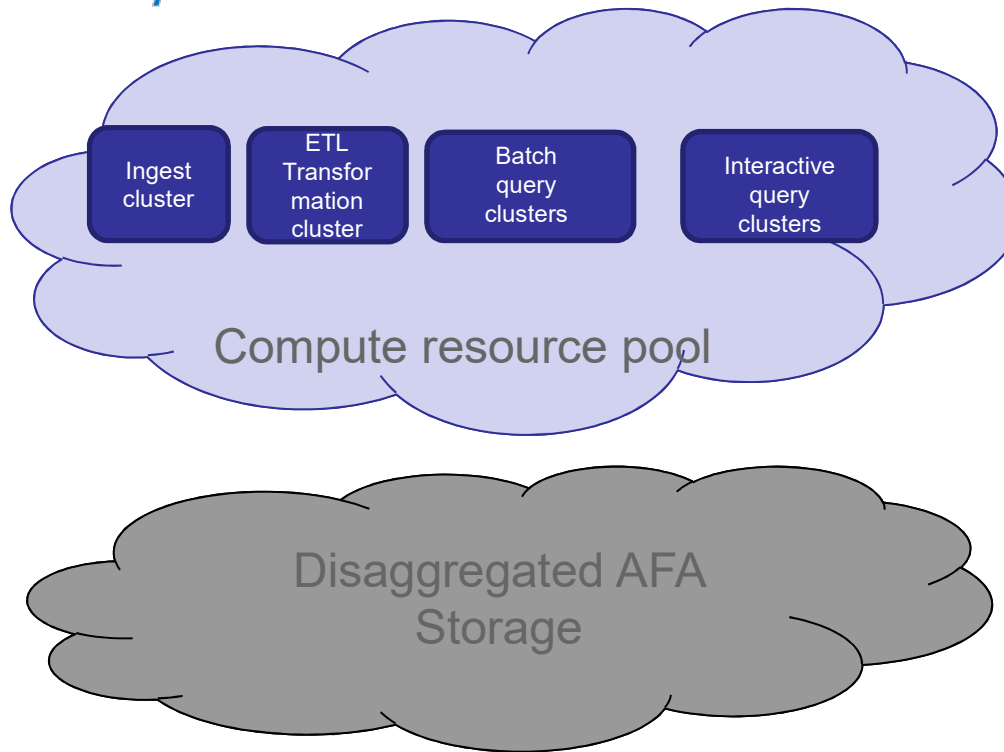 Ingest
cluster
ETL
Transfor
mation
cluster
Batch
query
clusters
Interactive
query
clusters
Compute resource pool
Disaggregated AFA
Storage